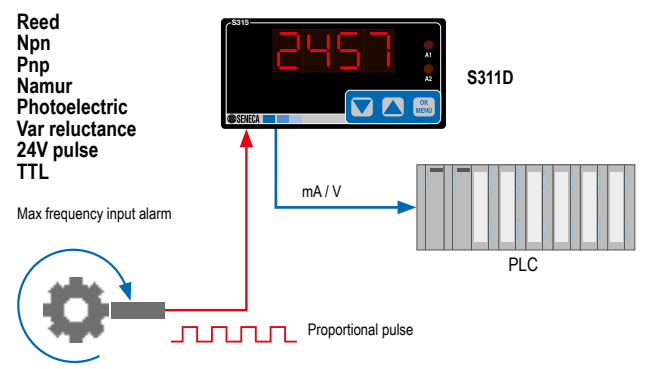 Reed
Npn
Pnp
Namur
Photoelectric
Var reluctance
24V pulse
TTL
Max frequency input alarm
S315
2457
A1
A2
OK
MENU
SENECA
S311D
mA / V
PLC
Proportional pulse